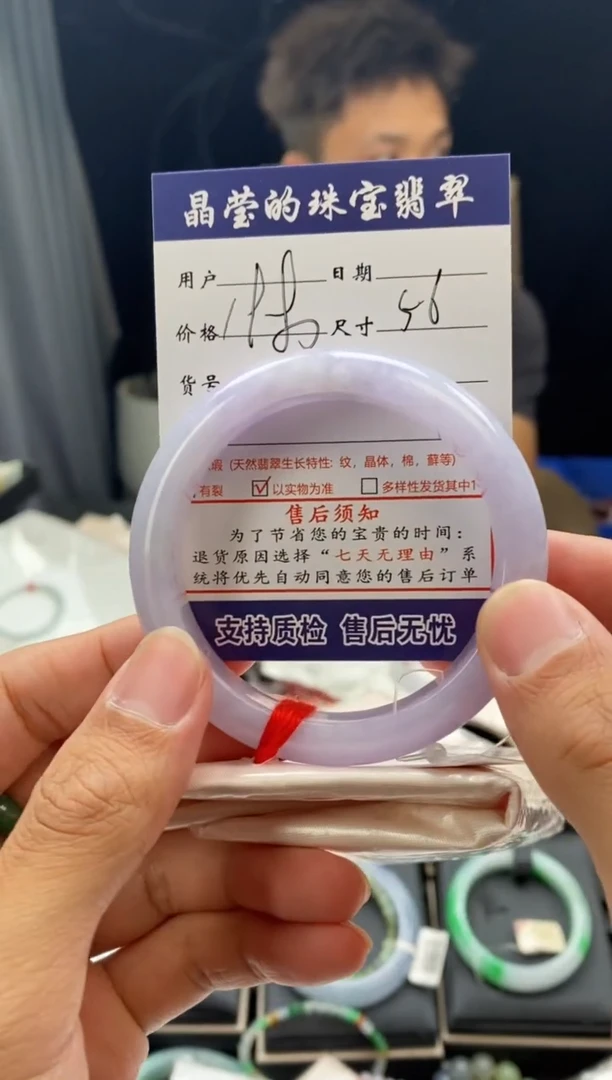 晶莹的珠宝翡翠
用户 日期
价格 尺寸 56
货号
瑕 (天然翡翠生长特性: 纹, 晶体, 棉, 藓等)
有裂 ☑以实物为准 □多样性发货其中1
售后须知
为了节省您的宝贵的时间:
退货原因选择“七天无理由”系
统将优先自动同意您的售后订单
支持质检 售后无忧